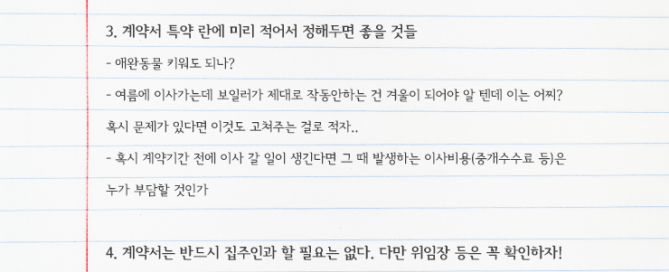 3. 계약서 특약 란에 미리 적어서 정해두면 좋을 것들
- 애완동물 키워도 되나?
- 여름에 이사가는데 보일러가 제대로 작동안하는 건 겨울이 되어야 알 텐데 이는 어찌?
혹시 문제가 있다면 이것도 고쳐주는 걸로 적자..
- 혹시 계약기간 전에 이사 갈 일이 생긴다면 그 때 발생하는 이사비용(중개수수료 등)은
누가 부담할 것인가
4. 계약서는 반드시 집주인과 할 필요는 없다. 다만 위임장 등은 꼭 확인하자!